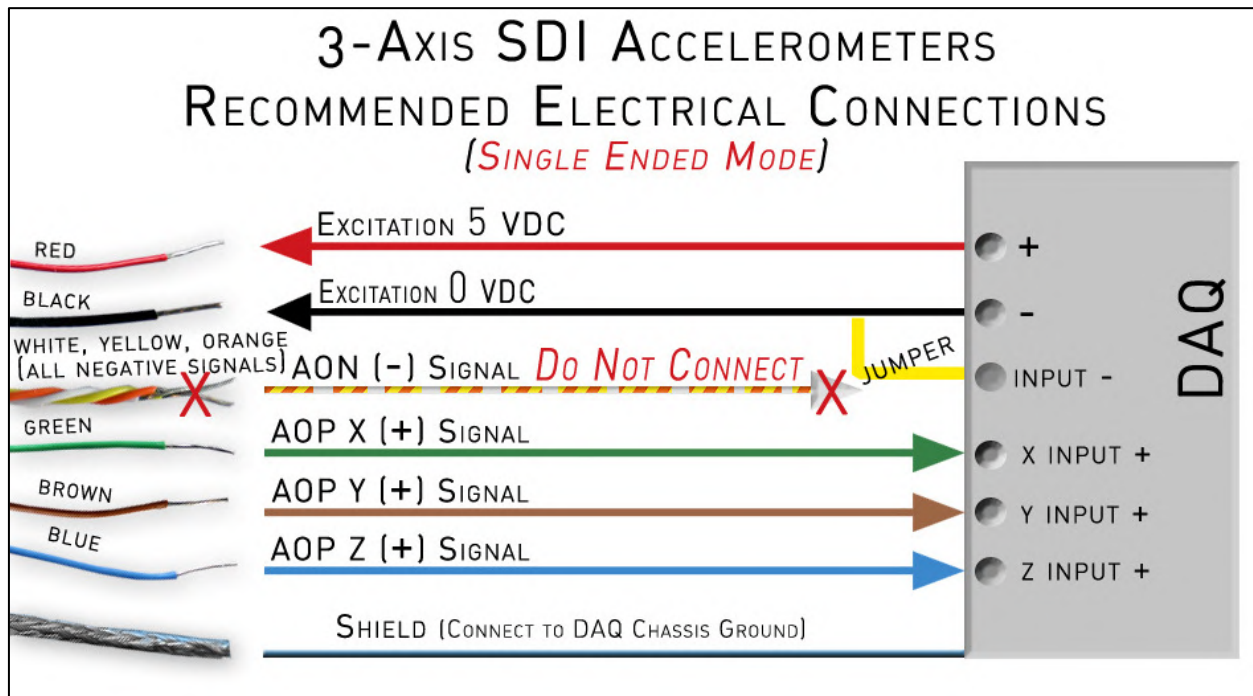 3-Axis SDI Accelerometers
Recommended Electrical Connections
(Single Ended Mode)
Excitation 5 VDC
RED
+
Excitation 0 VDC
BLACK
-
WHITE, YELLOW, ORANGE
(ALL NEGATIVE SIGNALS)
AON (-) Signal Do Not Connect
X
X
JUMPER
INPUT -
DAQ
GREEN
AOP X (+) Signal
X INPUT +
BROWN
AOP Y (+) Signal
Y INPUT +
BLUE
AOP Z (+) Signal
Z INPUT +
Shield (Connect to DAQ Chassis Ground)